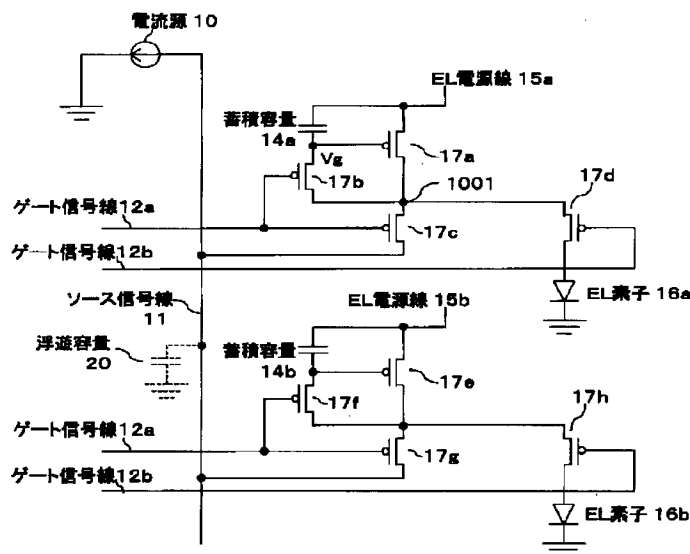 電流源 10
EL電源線 15a
蓄積容量
14a
Vg
17a
17b
1001
17d
ゲート信号線12a
17c
ゲート信号線12b
ソース信号線
11
EL素子 16a
EL電源線 15b
浮遊容量
20
蓄積容量
14b
17e
17f
17h
ゲート信号線12a
17g
ゲート信号線12b
EL素子 16b